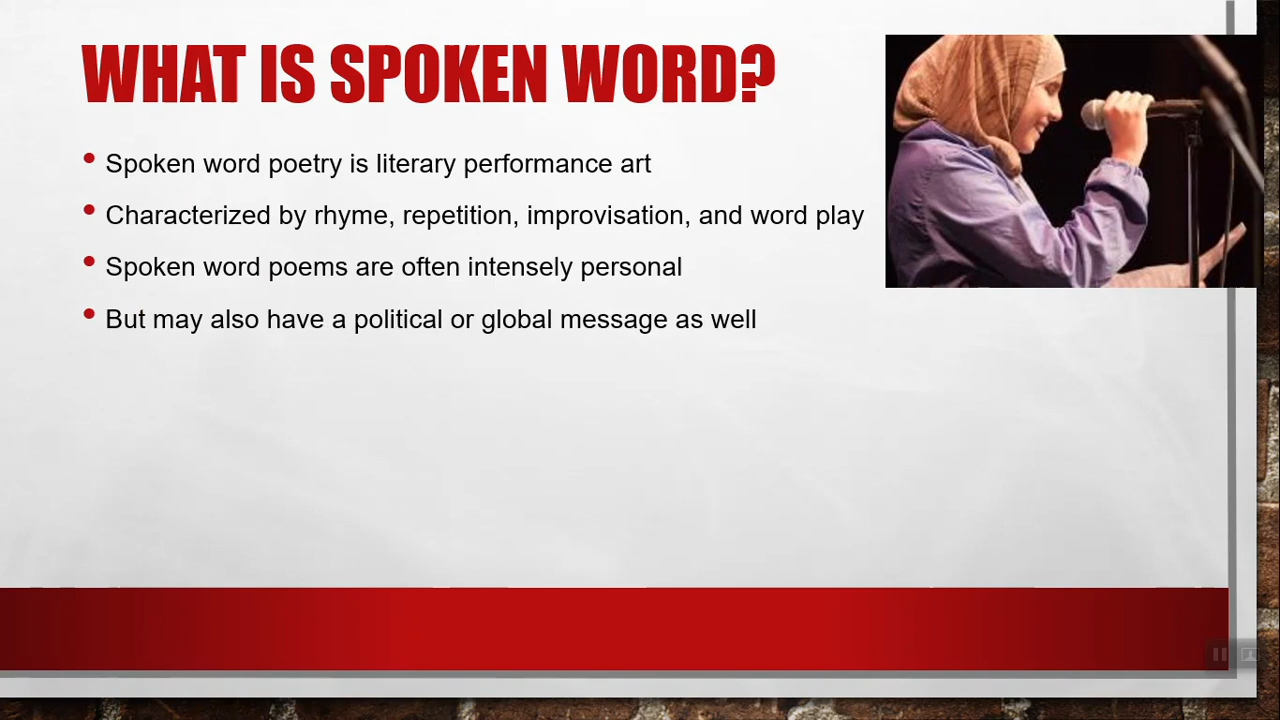 WHAT IS SPOKEN WORD?
• Spoken word poetry is literary performance art
• Characterized by rhyme, repetition, improvisation, and word play
• Spoken word poems are often intensely personal
• But may also have a political or global message as well